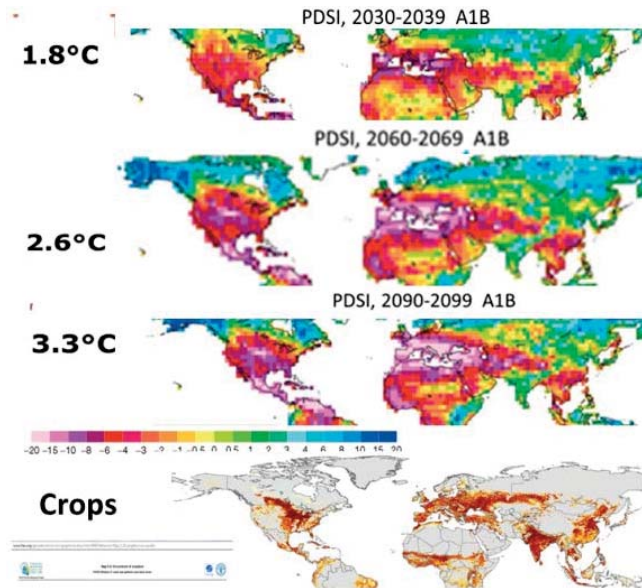 PDSI, 2030-2039 A1B
1.8°C
PDSI, 2060-2069 A1B
2.6°C
PDSI, 2090-2099 A1B
3.3°C
-20 -15 -10 -8 -6 -4 -3 -2 -1 -0.5 0 0.5 1 2 3 4 6 8 10 15 20
Crops